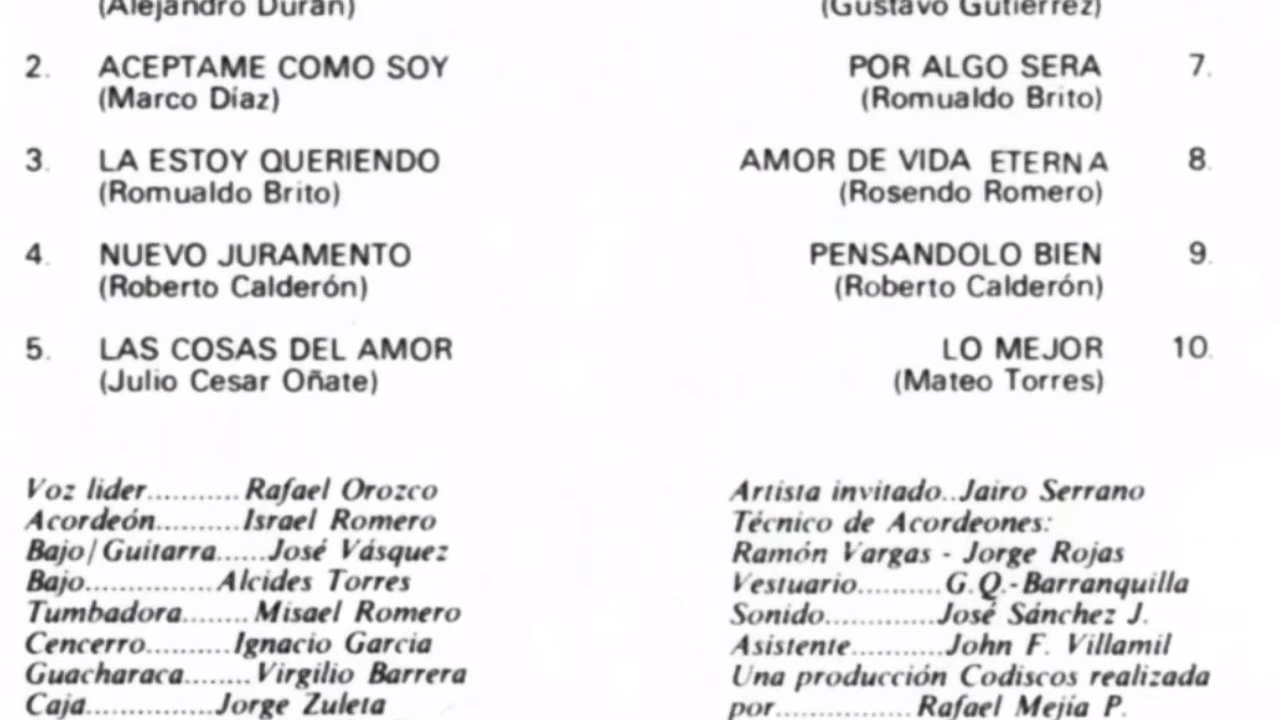 (Alejandro Durán)
2. ACEPTAME COMO SOY
(Marco Díaz)
3. LA ESTOY QUERIENDO
(Romualdo Brito)
4. NUEVO JURAMENTO
(Roberto Calderón)
5. LAS COSAS DEL AMOR
(Julio Cesar Oñate)
(Gustavo Gutierrez)
POR ALGO SERA 7.
(Romualdo Brito)
AMOR DE VIDA ETERNA 8.
(Rosendo Romero)
PENSANDOLO BIEN 9.
(Roberto Calderón)
LO MEJOR 10.
(Mateo Torres)
Voz lider...........Rafael Orozco
Acordeón..........Israel Romero
Bajo/Guitarra......José Vásquez
Bajo...............Alcides Torres
Tumbadora........Misael Romero
Cencerro..........Ignacio Garcia
Guacharaca........Virgilio Barrera
Caja...............Jorge Zuleta
Artista invitado..Jairo Serrano
Técnico de Acordeones:
Ramón Vargas - Jorge Rojas
Vestuario..........G.Q.-Barranquilla
Sonido.............José Sánchez J.
Asistente...........John F. Villamil
Una producción Codiscos realizada
por................Rafael Mejía P.